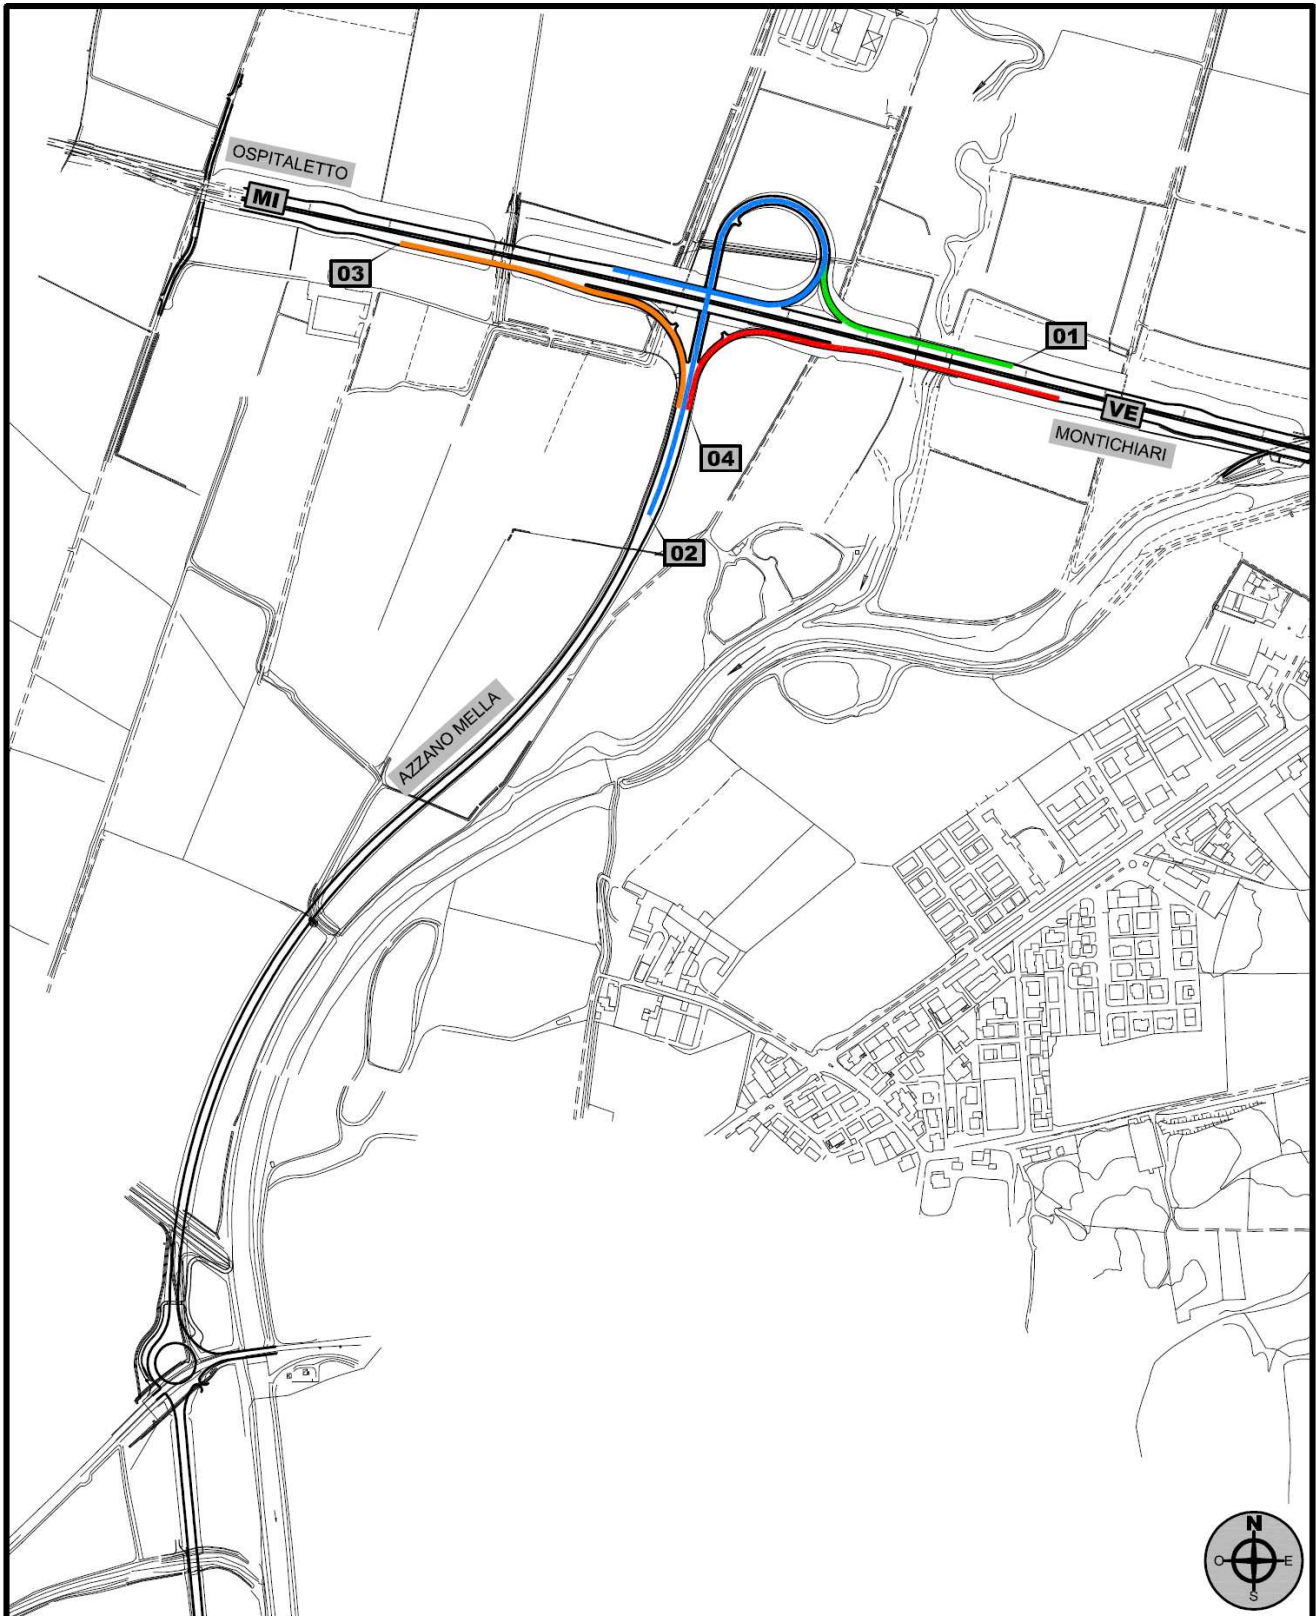 OSPITALETTO
MI
03
01
VE
MONTICHIARI
04
02
AZZANO MELLA
N
O
E
S